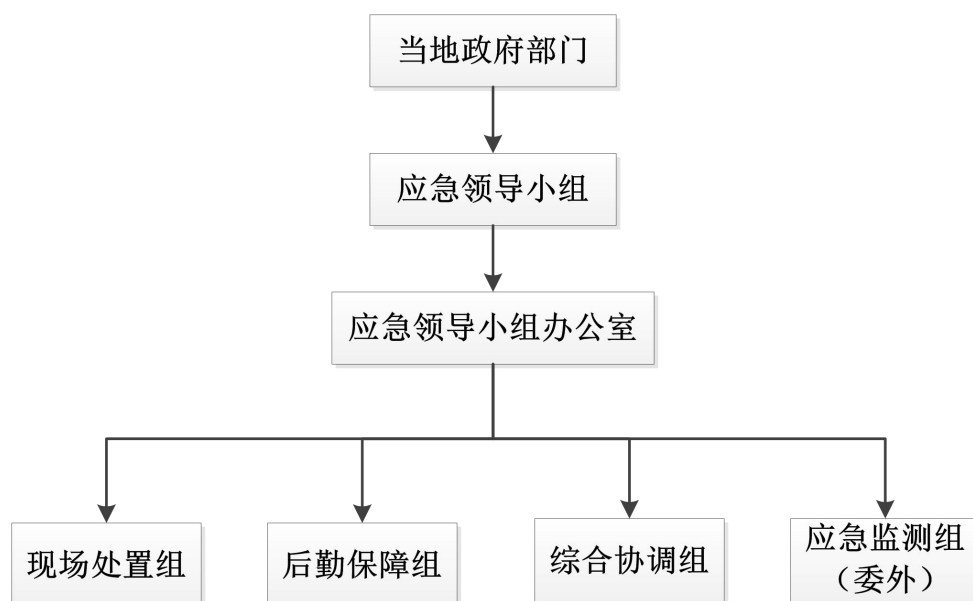 当地政府部门
应急领导小组
应急领导小组办公室
现场处置组
后勤保障组
综合协调组
应急监测组
（委外）